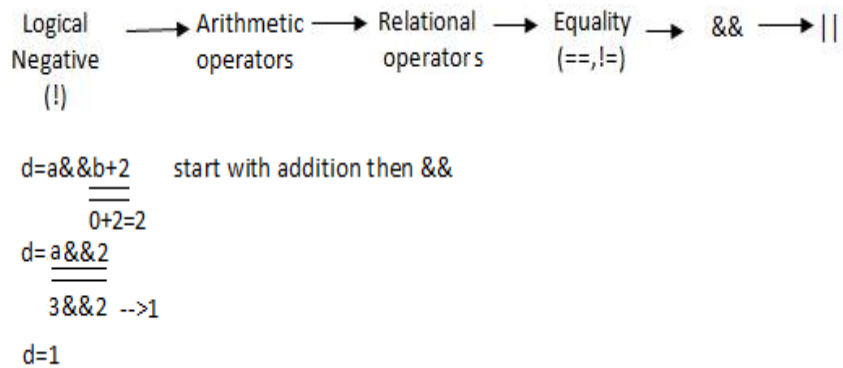 Logical → Arithmetic → Relational → Equality → && → ||
Negative operators operators (==,!=)
(!)
d=a&&b+2 start with addition then &&
0+2=2
d=a&&2
3&&2 -->1
d=1